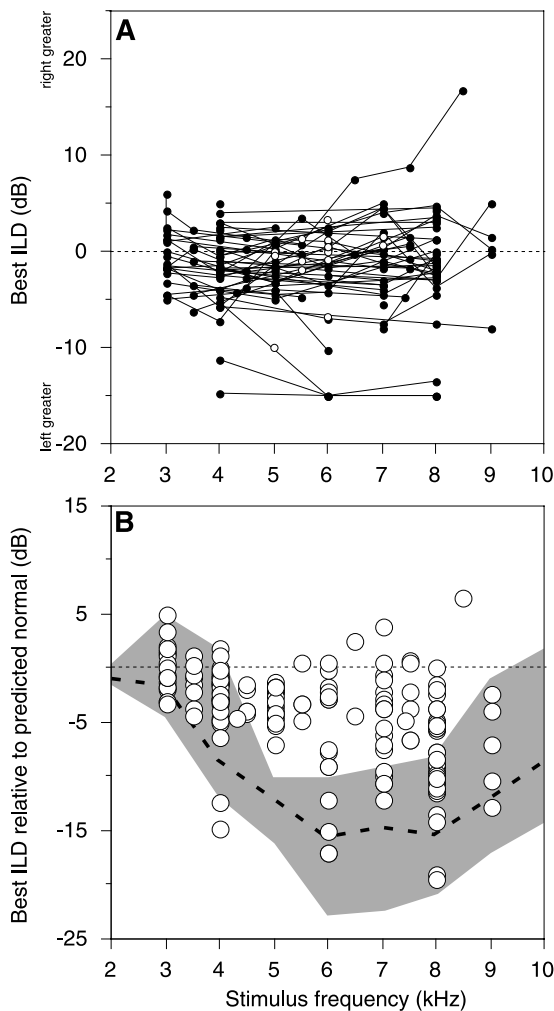 A
right greater
left greater
Best ILD (dB)
20
10
0
-10
-20
2 3 4 5 6 7 8 9 10
B
Best ILD relative to predicted normal (dB)
15
5
-5
-15
-25
2 3 4 5 6 7 8 9 10
Stimulus frequency (kHz)